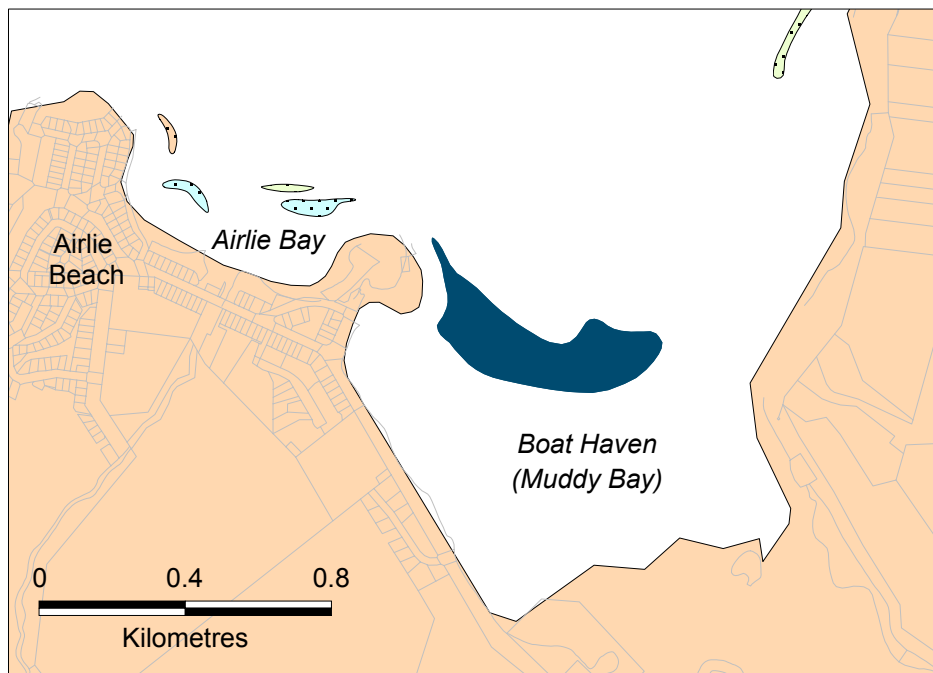 Airlie Bay
Airlie
Beach
Boat Haven
(Muddy Bay)
0 0.4 0.8
Kilometres